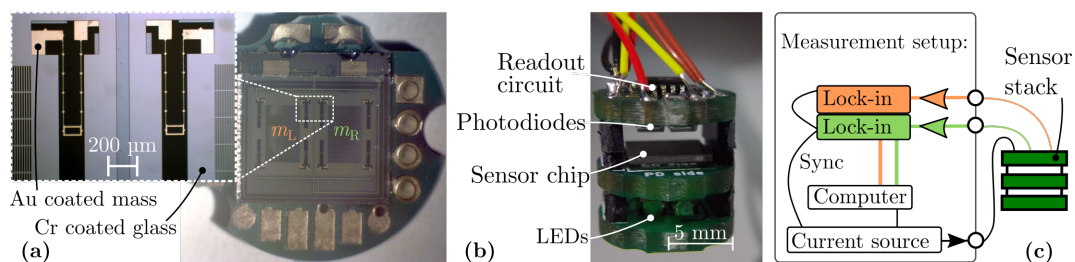 200 µm
m_L
m_R
Au coated mass
Cr coated glass
(a)
Readout
circuit
Photodiodes
Sensor chip
PD side
LEDs
5 mm
(b)
Measurement setup:
Sensor
stack
Lock-in
Lock-in
Sync
Computer
Current source
(c)